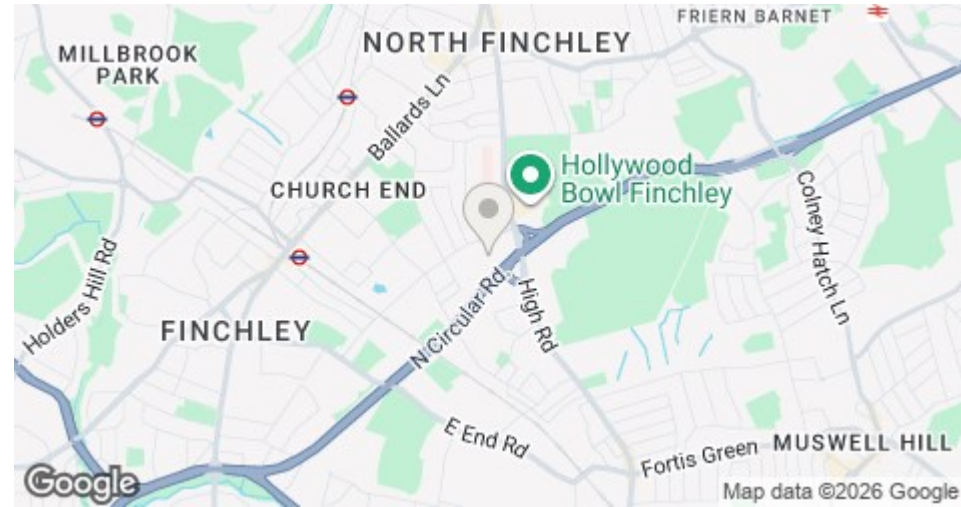 FRIERN BARNET
NORTH FINCHLEY
MILLBROOK
PARK
Ballards Ln
Hollywood
Bowl Finchley
CHURCH END
Colney Hatch Ln
Holders Hill Rd
N Circular Rd
High Rd
FINCHLEY
E End Rd
Fortis Green
MUSWELL HILL
Google
Map data ©2026 Google